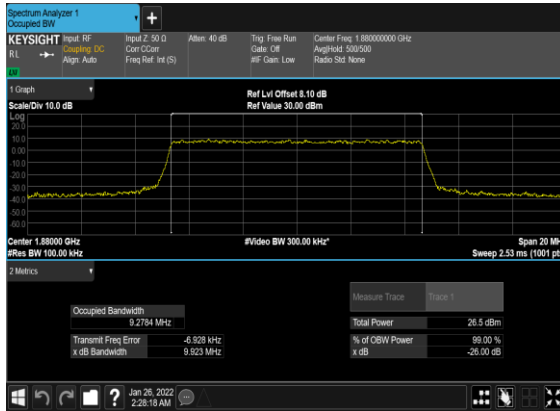 Spectrum Analyzer 1
Occupied BW
KEYSIGHT
RL
Input: RF
Coupling: DC
Align: Auto
Input Z: 50 Ω
Corr CCorr
Freq Ref: Int (S)
Atten: 40 dB
Trig: Free Run
Gate: Off
#IF Gain: Low
Center Freq: 1.880000000 GHz
Avg|Hold: 500/500
Radio Std: None
LXI
1 Graph
Scale/Div 10.0 dB
Ref Lvl Offset 8.10 dB
Ref Value 30.00 dBm
Log
20.0
10.0
0.00
-10.0
-20.0
-30.0
-40.0
-50.0
-60.0
Center 1.88000 GHz
#Res BW 100.00 kHz
#Video BW 300.00 kHz*
Span 20 MH
Sweep 2.53 ms (1001 pts
2 Metrics
Measure Trace Trace 1
Occupied Bandwidth
9.2784 MHz
Total Power 26.5 dBm
Transmit Freq Error -6.928 kHz
% of OBW Power 99.00 %
x dB Bandwidth 9.923 MHz
x dB -26.00 dB
?
Jan 26, 2022
2:28:18 AM